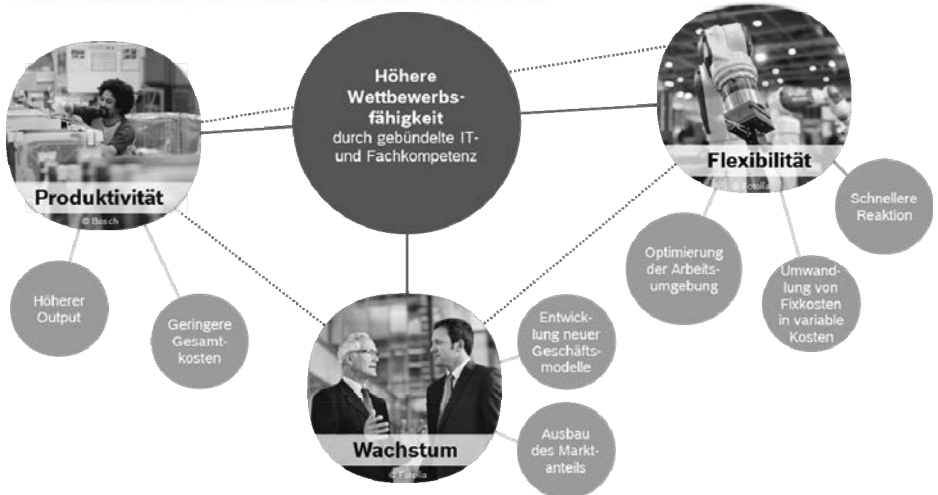 Höhere
Wettbewerbs-
fähigkeit
durch gebündelte IT-
und Fachkompetenz
Produktivität
© Bosch
Höherer
Output
Geringere
Gesamt-
kosten
Flexibilität
© Fotolia
Schnellere
Reaktion
Optimierung
der Arbeits-
umgebung
Umwand-
lung von
Fixkosten
in variable
Kosten
Wachstum
© Fotolia
Entwick-
lung neuer
Geschäfts-
modelle
Ausbau
des Markt-
anteils